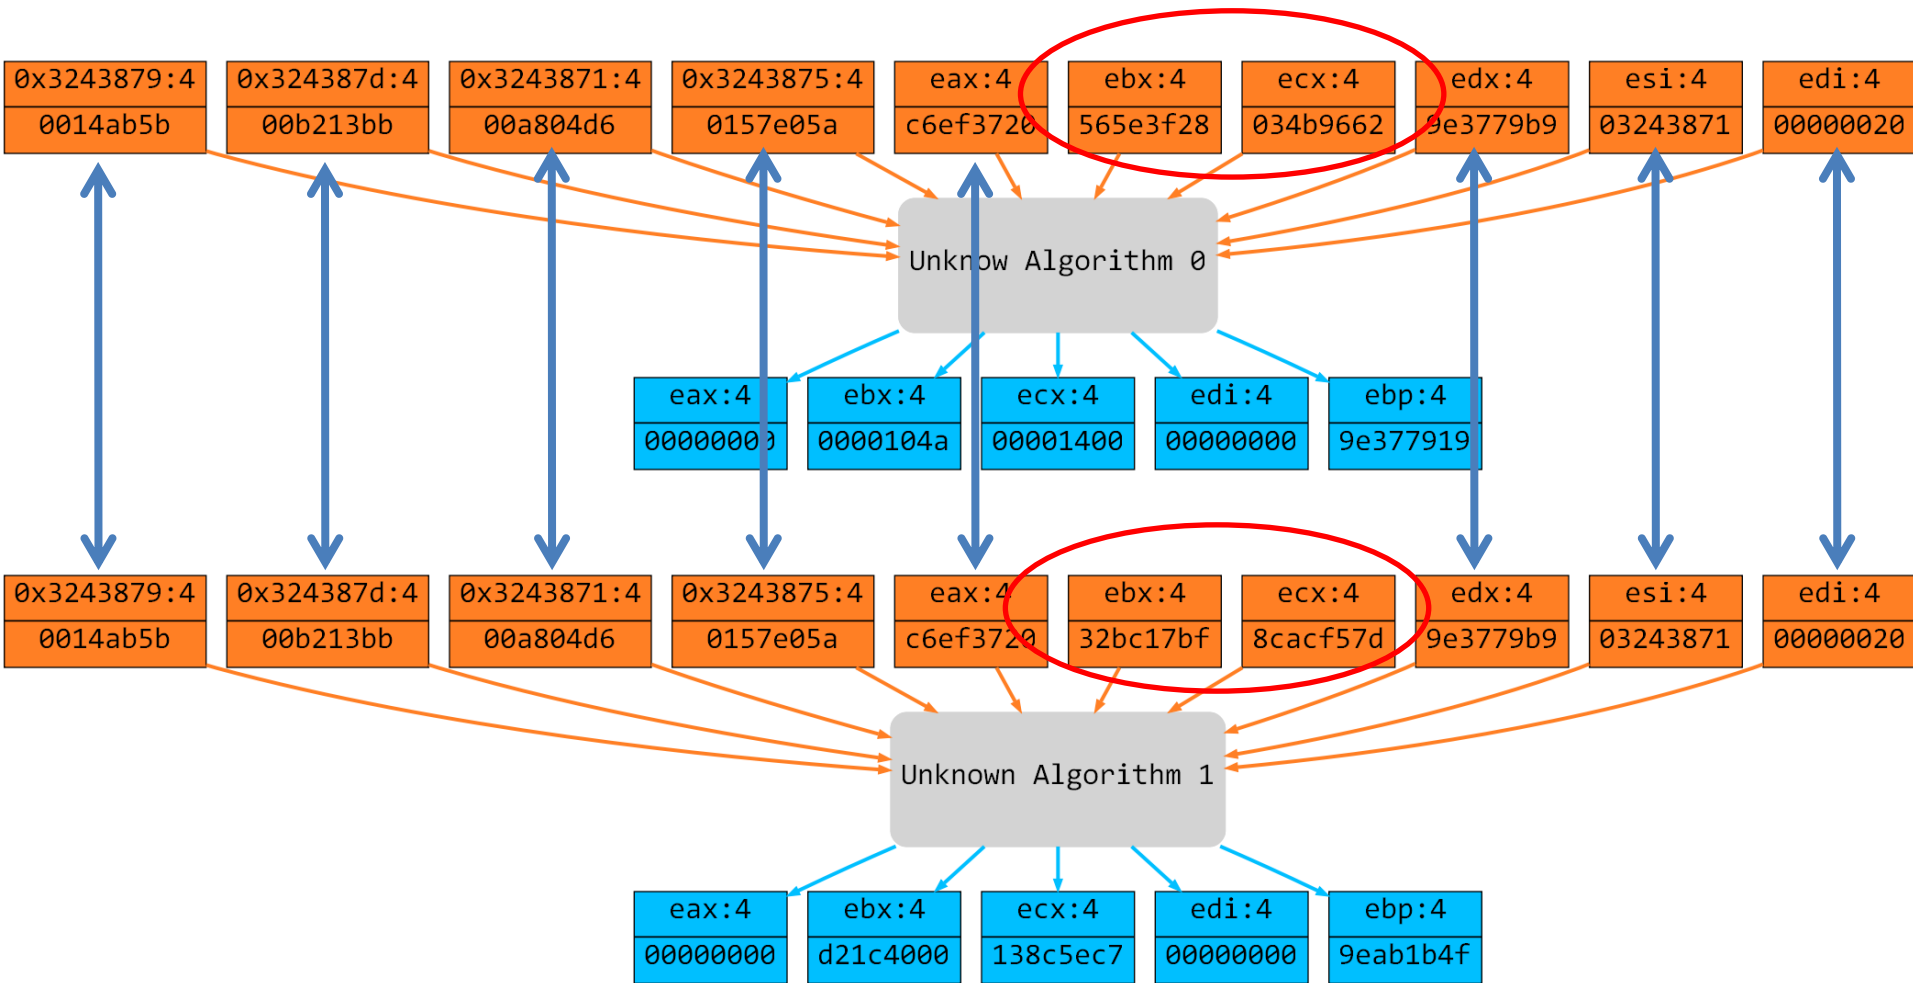 0x3243879:4 0x324387d:4 0x3243871:4 0x3243875:4 eax:4 ebx:4 ecx:4 edx:4 esi:4 edi:4
0014ab5b 00b213bb 00a804d6 0157e05a c6ef3720 565e3f28 034b9662 9e3779b9 03243871 00000020
Unknow Algorithm 0
eax:4 ebx:4 ecx:4 edi:4 ebp:4
00000000 0000104a 00001400 00000000 9e377919
0x3243879:4 0x324387d:4 0x3243871:4 0x3243875:4 eax:4 ebx:4 ecx:4 edx:4 esi:4 edi:4
0014ab5b 00b213bb 00a804d6 0157e05a c6ef3720 32bc17bf 8cacf57d 9e3779b9 03243871 00000020
Unknown Algorithm 1
eax:4 ebx:4 ecx:4 edi:4 ebp:4
00000000 d21c4000 138c5ec7 00000000 9eab1b4f